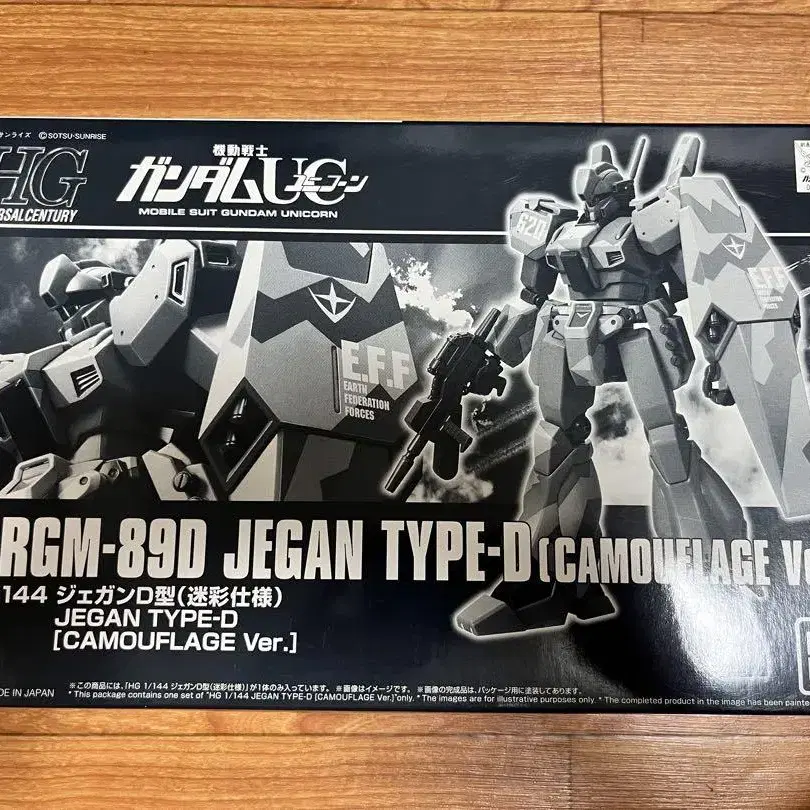 サンライズ ©SOTSU·SUNRISE
HG
機動戦士
ガンダムUC
ユニコーン
MOBILE SUIT GUNDAM UNICORN
620
E.F.F
E.F.F
EARTH
FEDERATION
FORCES
EARTH
FEDERATION
FORCES
RGM-89D JEGAN TYPE-D [CAMOUFLAGE
144 ジェガンD型(迷彩仕様)
JEGAN TYPE-D
[CAMOUFLAGE Ver.]
IN JAPAN
※この商品には、「HG 1/144 ジェガンD型(迷彩仕様)」が1体のみ入っています。 ※画像はイメージです。 ※画像の完成品は、パッケージ用に塗装してあります。
* This package contains one set of "HG 1/144 JEGAN TYPE-D [CAMOUFLAGE Ver.]"only. * The images are for illustrative purposes only. * The completed product in the image has been painte